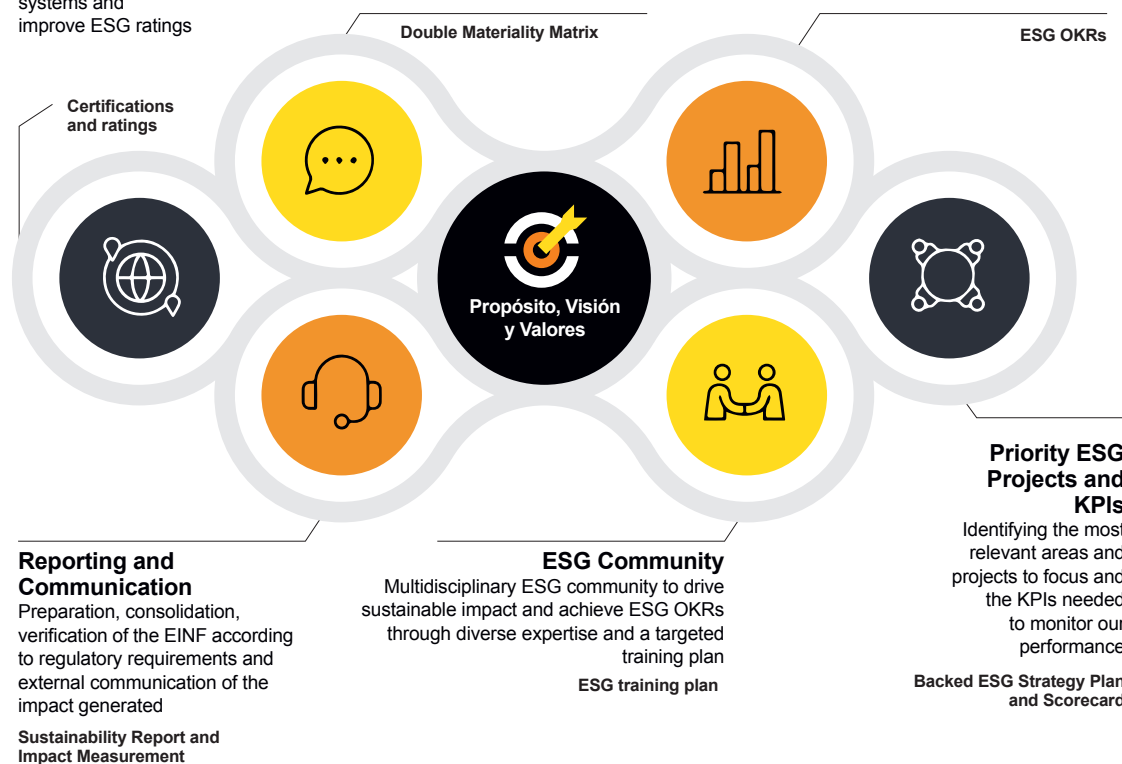 systems and
improve ESG ratings
Double Materiality Matrix
ESG OKRs
Certifications
and ratings
Propósito, Visión
y Valores
Reporting and
Communication
Preparation, consolidation,
verification of the EINF according
to regulatory requirements and
external communication of the
impact generated
Sustainability Report and
Impact Measurement
ESG Community
Multidisciplinary ESG community to drive
sustainable impact and achieve ESG OKRs
through diverse expertise and a targeted
training plan
ESG training plan
Priority ESG
Projects and
KPIs
Identifying the most
relevant areas and
projects to focus and
the KPIs needed
to monitor our
performance
Backed ESG Strategy Plan
and Scorecard